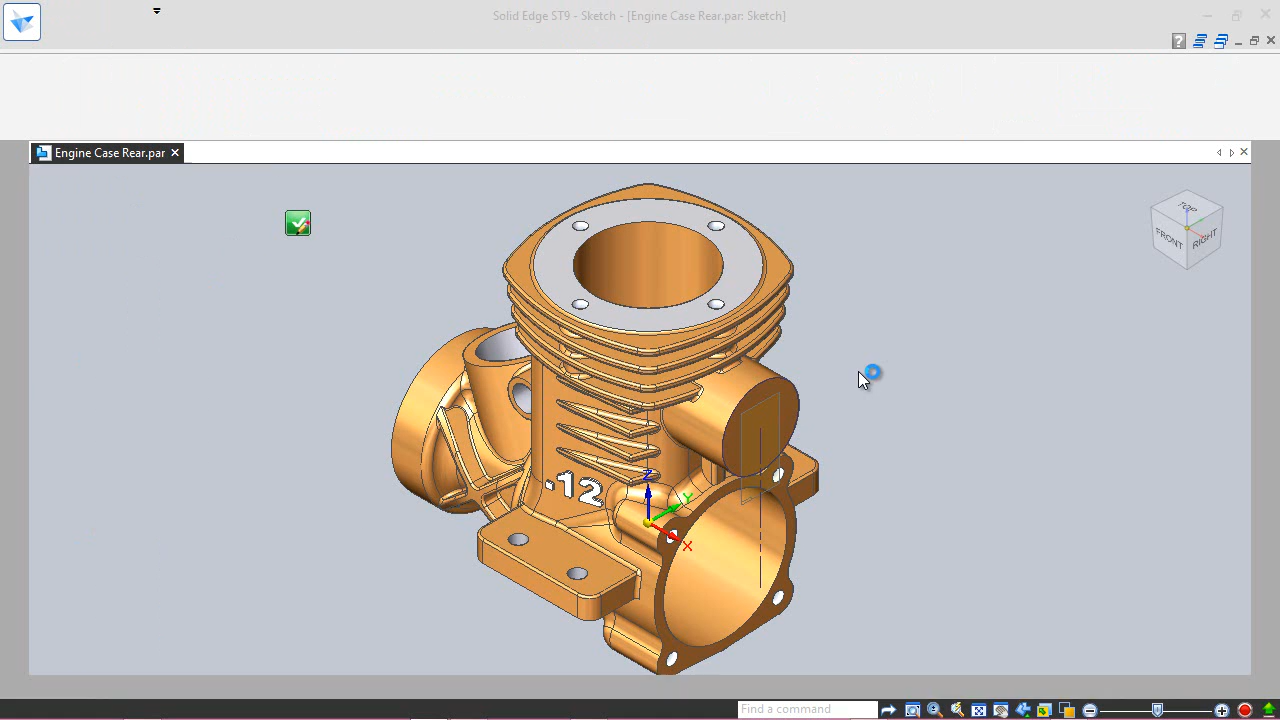 Solid Edge ST9 - Sketch - [Engine Case Rear.par: Sketch]
Engine Case Rear.par
TOP
FRONT
RIGHT
.12
Z
Y
X
Find a command